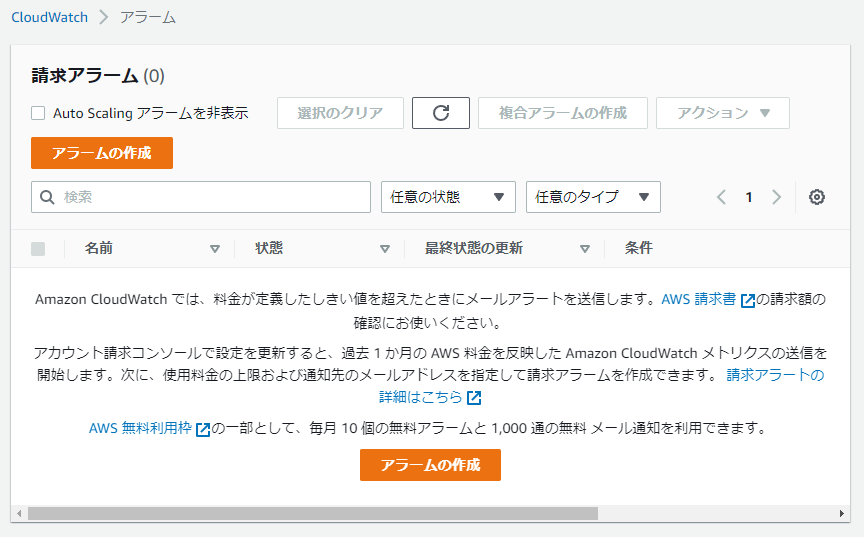 CloudWatch > アラーム
請求アラーム (0)
Auto Scaling アラームを非表示 選択のクリア 複合アラームの作成 アクション
アラームの作成
検索 任意の状態 任意のタイプ 1
名前 状態 最終状態の更新 条件
Amazon CloudWatch では、料金が定義したしきい値を超えたときにメールアラートを送信します。AWS 請求書 の請求額の
確認にお使いください。
アカウント請求コンソールで設定を更新すると、過去 1 か月の AWS 料金を反映した Amazon CloudWatch メトリクスの送信を
開始します。次に、使用料金の上限および通知先のメールアドレスを指定して請求アラームを作成できます。 請求アラートの
詳細はこちら
AWS 無料利用枠 の一部として、毎月 10 個の無料アラームと 1,000 通の無料 メール通知を利用できます。
アラームの作成